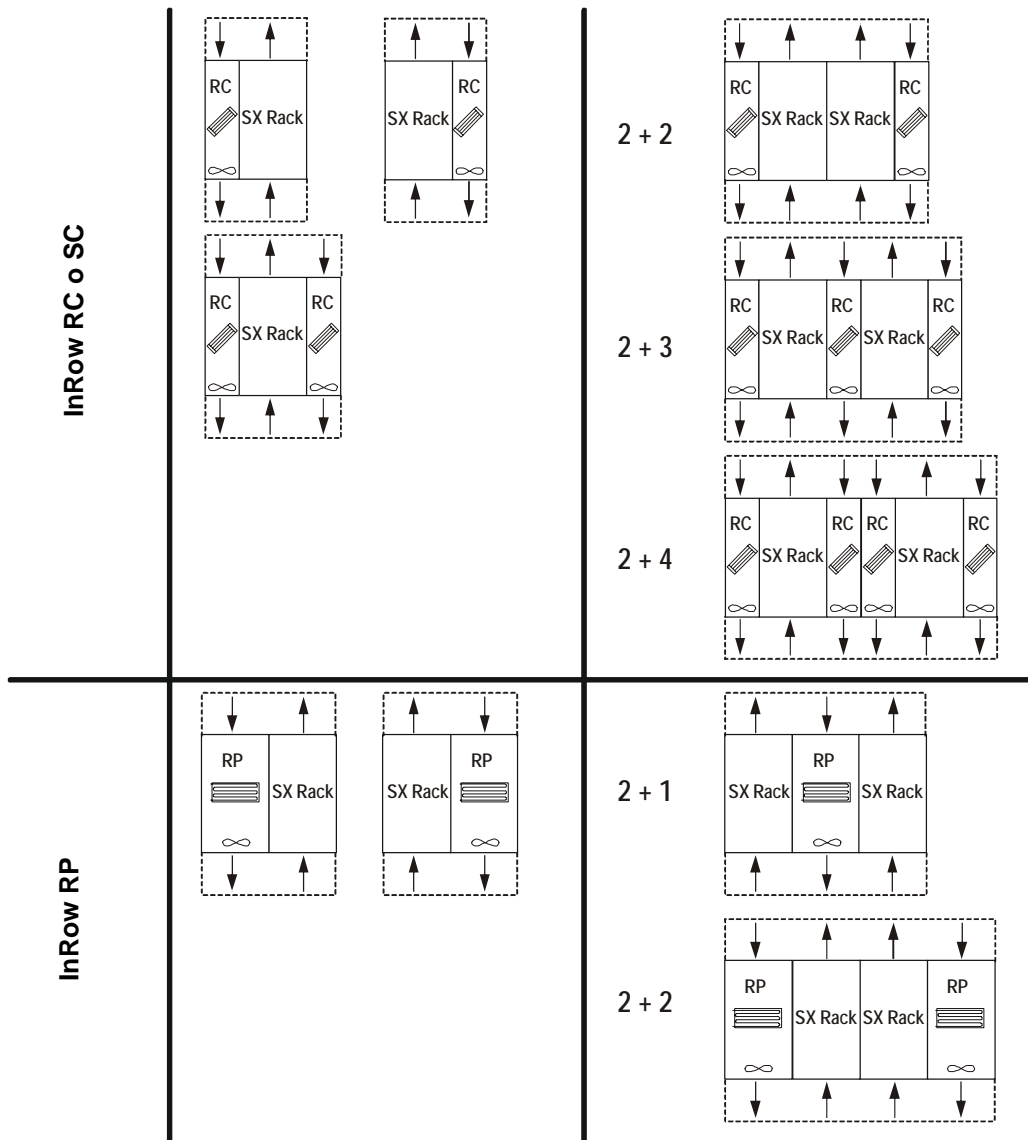 InRow RC o SC
RC
SX Rack
SX Rack
RC
RC
SX Rack
RC
2 + 2
RC
SX Rack
SX Rack
RC
2 + 3
RC
SX Rack
RC
SX Rack
RC
2 + 4
RC
SX Rack
RC
RC
SX Rack
RC
InRow RP
RP
SX Rack
SX Rack
RP
2 + 1
SX Rack
RP
SX Rack
2 + 2
RP
SX Rack
SX Rack
RP